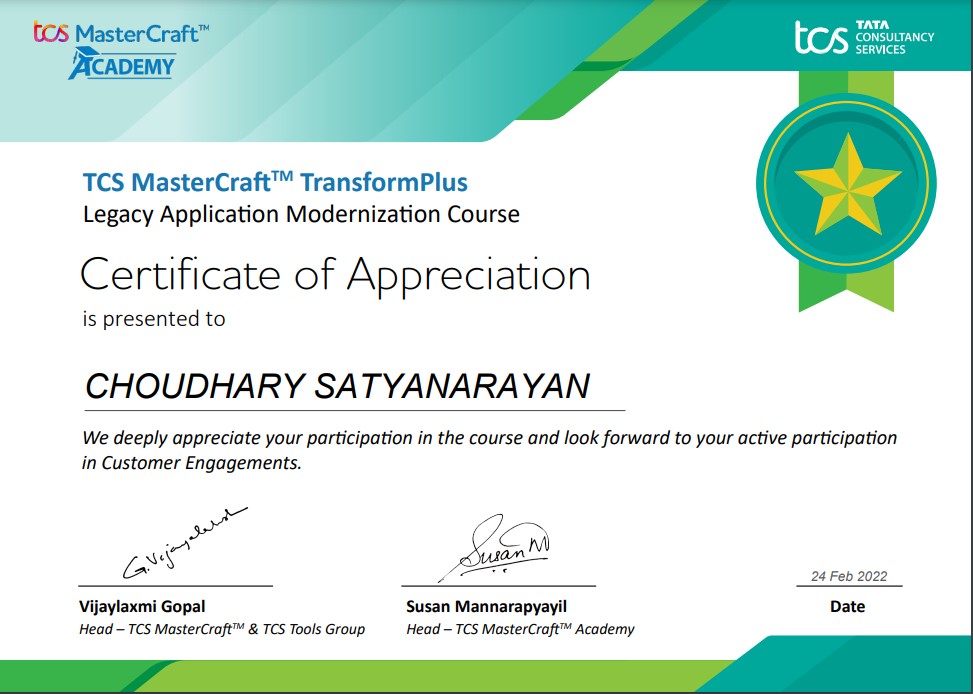 tcs MasterCraft™
ACADEMY
tcs TATA
CONSULTANCY
SERVICES
TCS MasterCraft™ TransformPlus
Legacy Application Modernization Course
Certificate of Appreciation
is presented to
CHOUDHARY SATYANARAYAN
We deeply appreciate your participation in the course and look forward to your active participation
in Customer Engagements.
G.Vijayalaxmi
Susan M
24 Feb 2022
Vijaylaxmi Gopal
Susan Mannarapyayil
Date
Head – TCS MasterCraft™ & TCS Tools Group
Head – TCS MasterCraft™ Academy